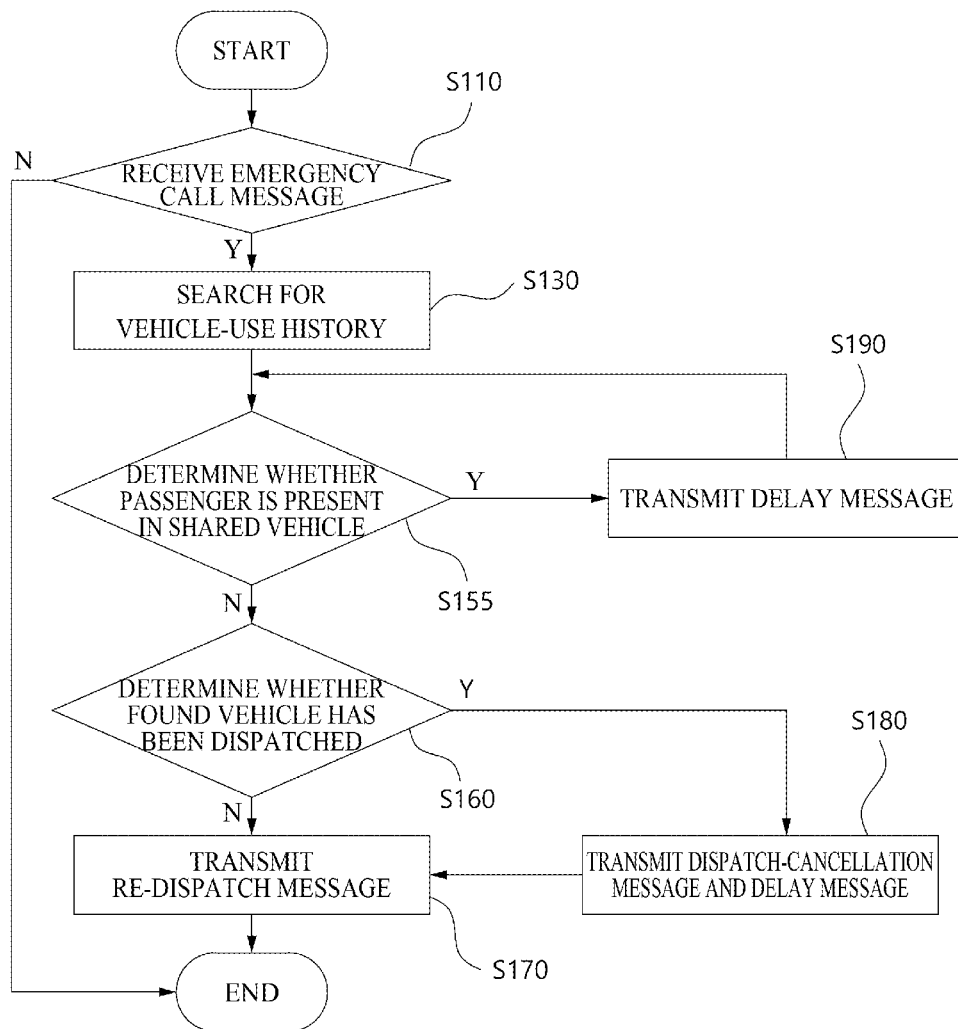 START
S110
N
RECEIVE EMERGENCY
CALL MESSAGE
Y
S130
SEARCH FOR
VEHICLE-USE HISTORY
S190
DETERMINE WHETHER
PASSENGER IS PRESENT
IN SHARED VEHICLE
Y
TRANSMIT DELAY MESSAGE
S155
N
DETERMINE WHETHER
FOUND VEHICLE HAS
BEEN DISPATCHED
Y
S180
S160
N
TRANSMIT
RE-DISPATCH MESSAGE
TRANSMIT DISPATCH-CANCELLATION
MESSAGE AND DELAY MESSAGE
S170
END